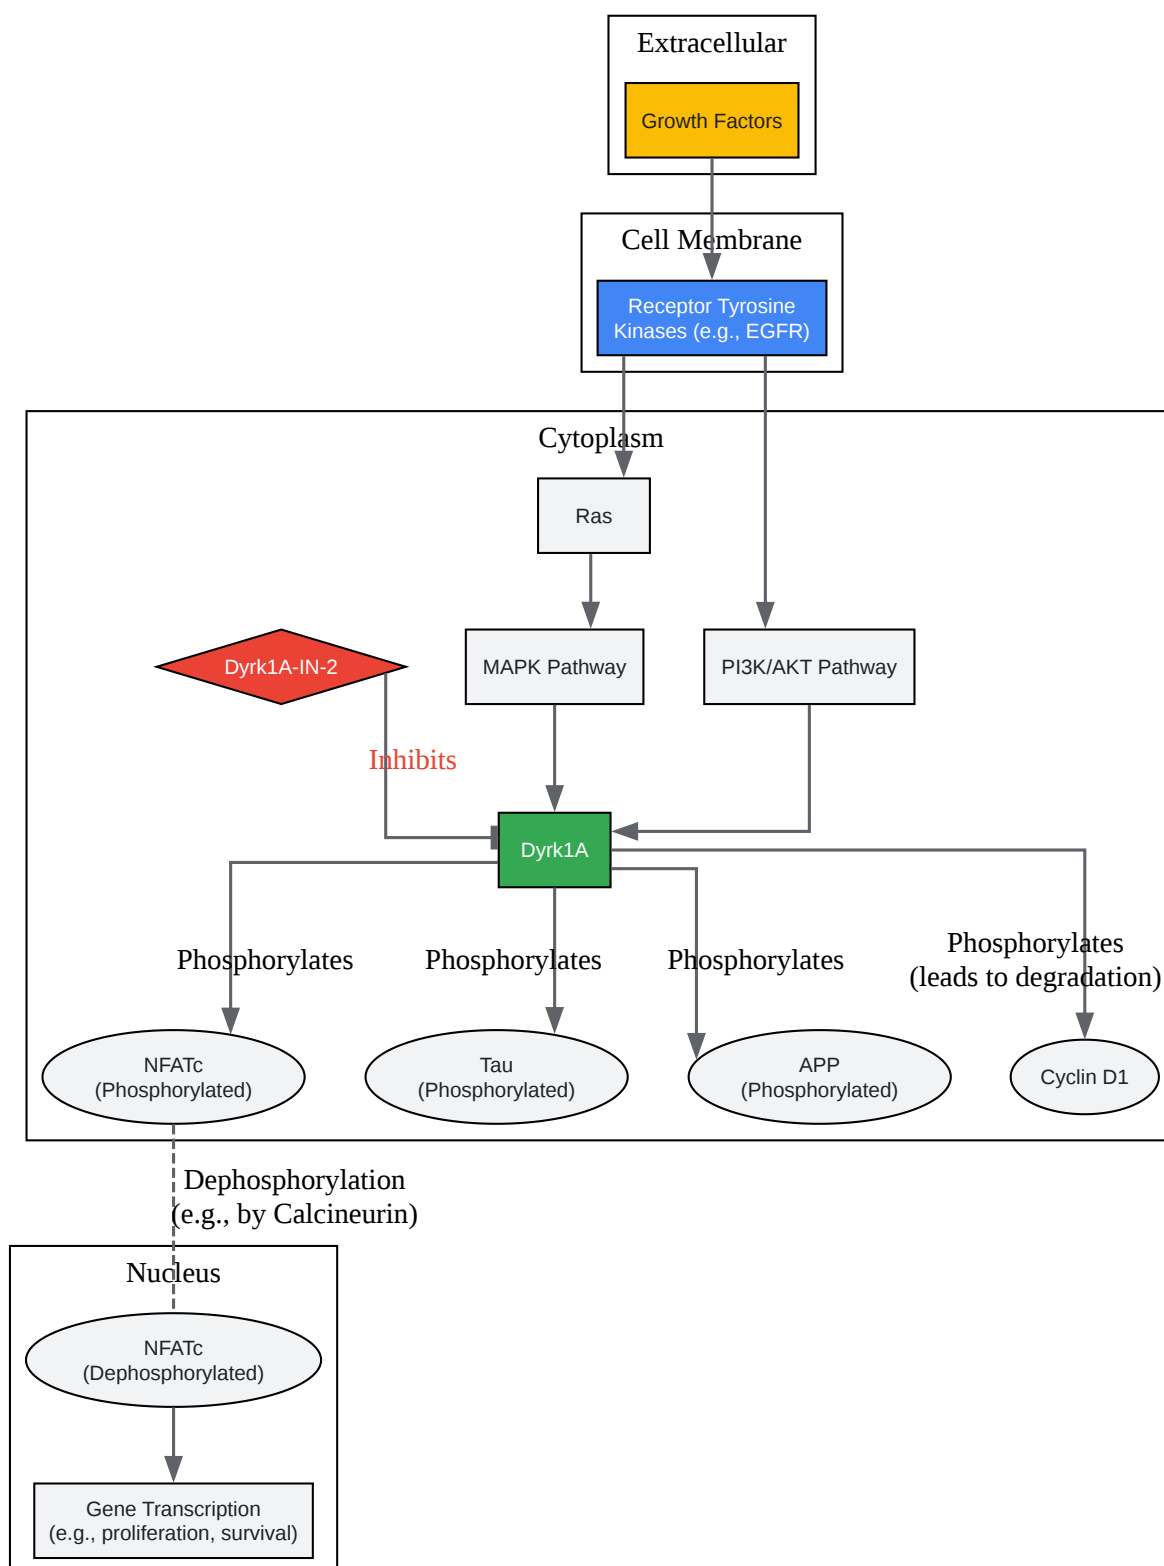 Extracellular
Growth Factors
Cell Membrane
Receptor Tyrosine
Kinases (e.g., EGFR)
Cytoplasm
Ras
Dyrk1A-IN-2
MAPK Pathway
PI3K/AKT Pathway
Inhibits
Dyrk1A
Phosphorylates
Phosphorylates
Phosphorylates
Phosphorylates
(leads to degradation)
NFATc
(Phosphorylated)
Tau
(Phosphorylated)
APP
(Phosphorylated)
Cyclin D1
Dephosphorylation
(e.g., by Calcineurin)
Nucleus
NFATc
(Dephosphorylated)
Gene Transcription
(e.g., proliferation, survival)